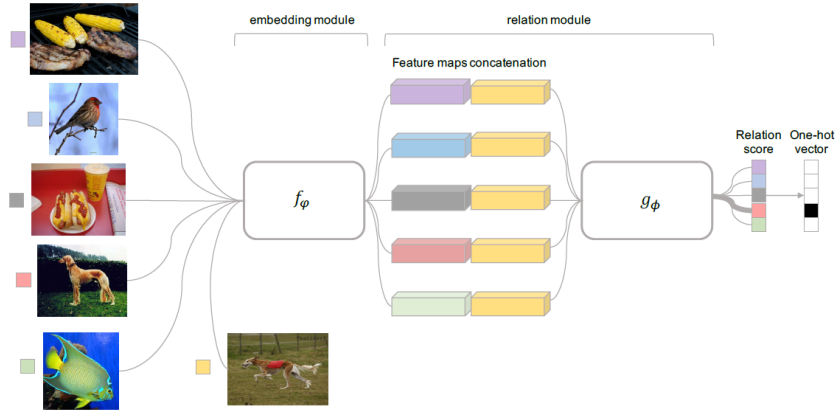 embedding module
relation module
Feature maps concatenation
Relation
score
One-hot
vector
fφ
gϕ